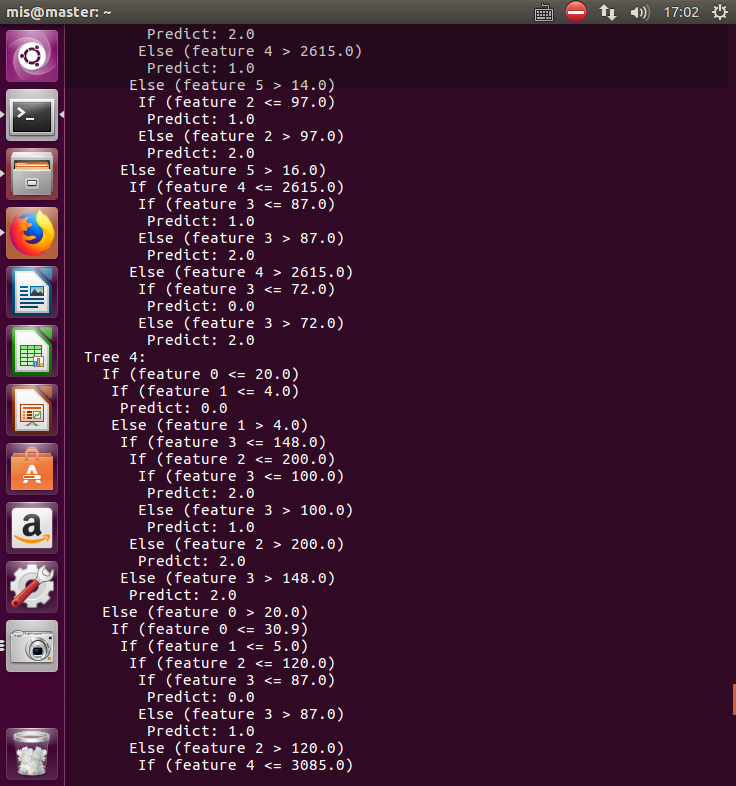 mis@master: ~
17:02
Predict: 2.0
Else (feature 4 > 2615.0)
Predict: 1.0
Else (feature 5 > 14.0)
If (feature 2 <= 97.0)
Predict: 1.0
Else (feature 2 > 97.0)
Predict: 2.0
Else (feature 5 > 16.0)
If (feature 4 <= 2615.0)
If (feature 3 <= 87.0)
Predict: 1.0
Else (feature 3 > 87.0)
Predict: 2.0
Else (feature 4 > 2615.0)
If (feature 3 <= 72.0)
Predict: 0.0
Else (feature 3 > 72.0)
Predict: 2.0
Tree 4:
If (feature 0 <= 20.0)
If (feature 1 <= 4.0)
Predict: 0.0
Else (feature 1 > 4.0)
If (feature 3 <= 148.0)
If (feature 2 <= 200.0)
If (feature 3 <= 100.0)
Predict: 2.0
Else (feature 3 > 100.0)
Predict: 1.0
Else (feature 2 > 200.0)
Predict: 2.0
Else (feature 3 > 148.0)
Predict: 2.0
Else (feature 0 > 20.0)
If (feature 0 <= 30.9)
If (feature 1 <= 5.0)
If (feature 2 <= 120.0)
If (feature 3 <= 87.0)
Predict: 0.0
Else (feature 3 > 87.0)
Predict: 1.0
Else (feature 2 > 120.0)
If (feature 4 <= 3085.0)